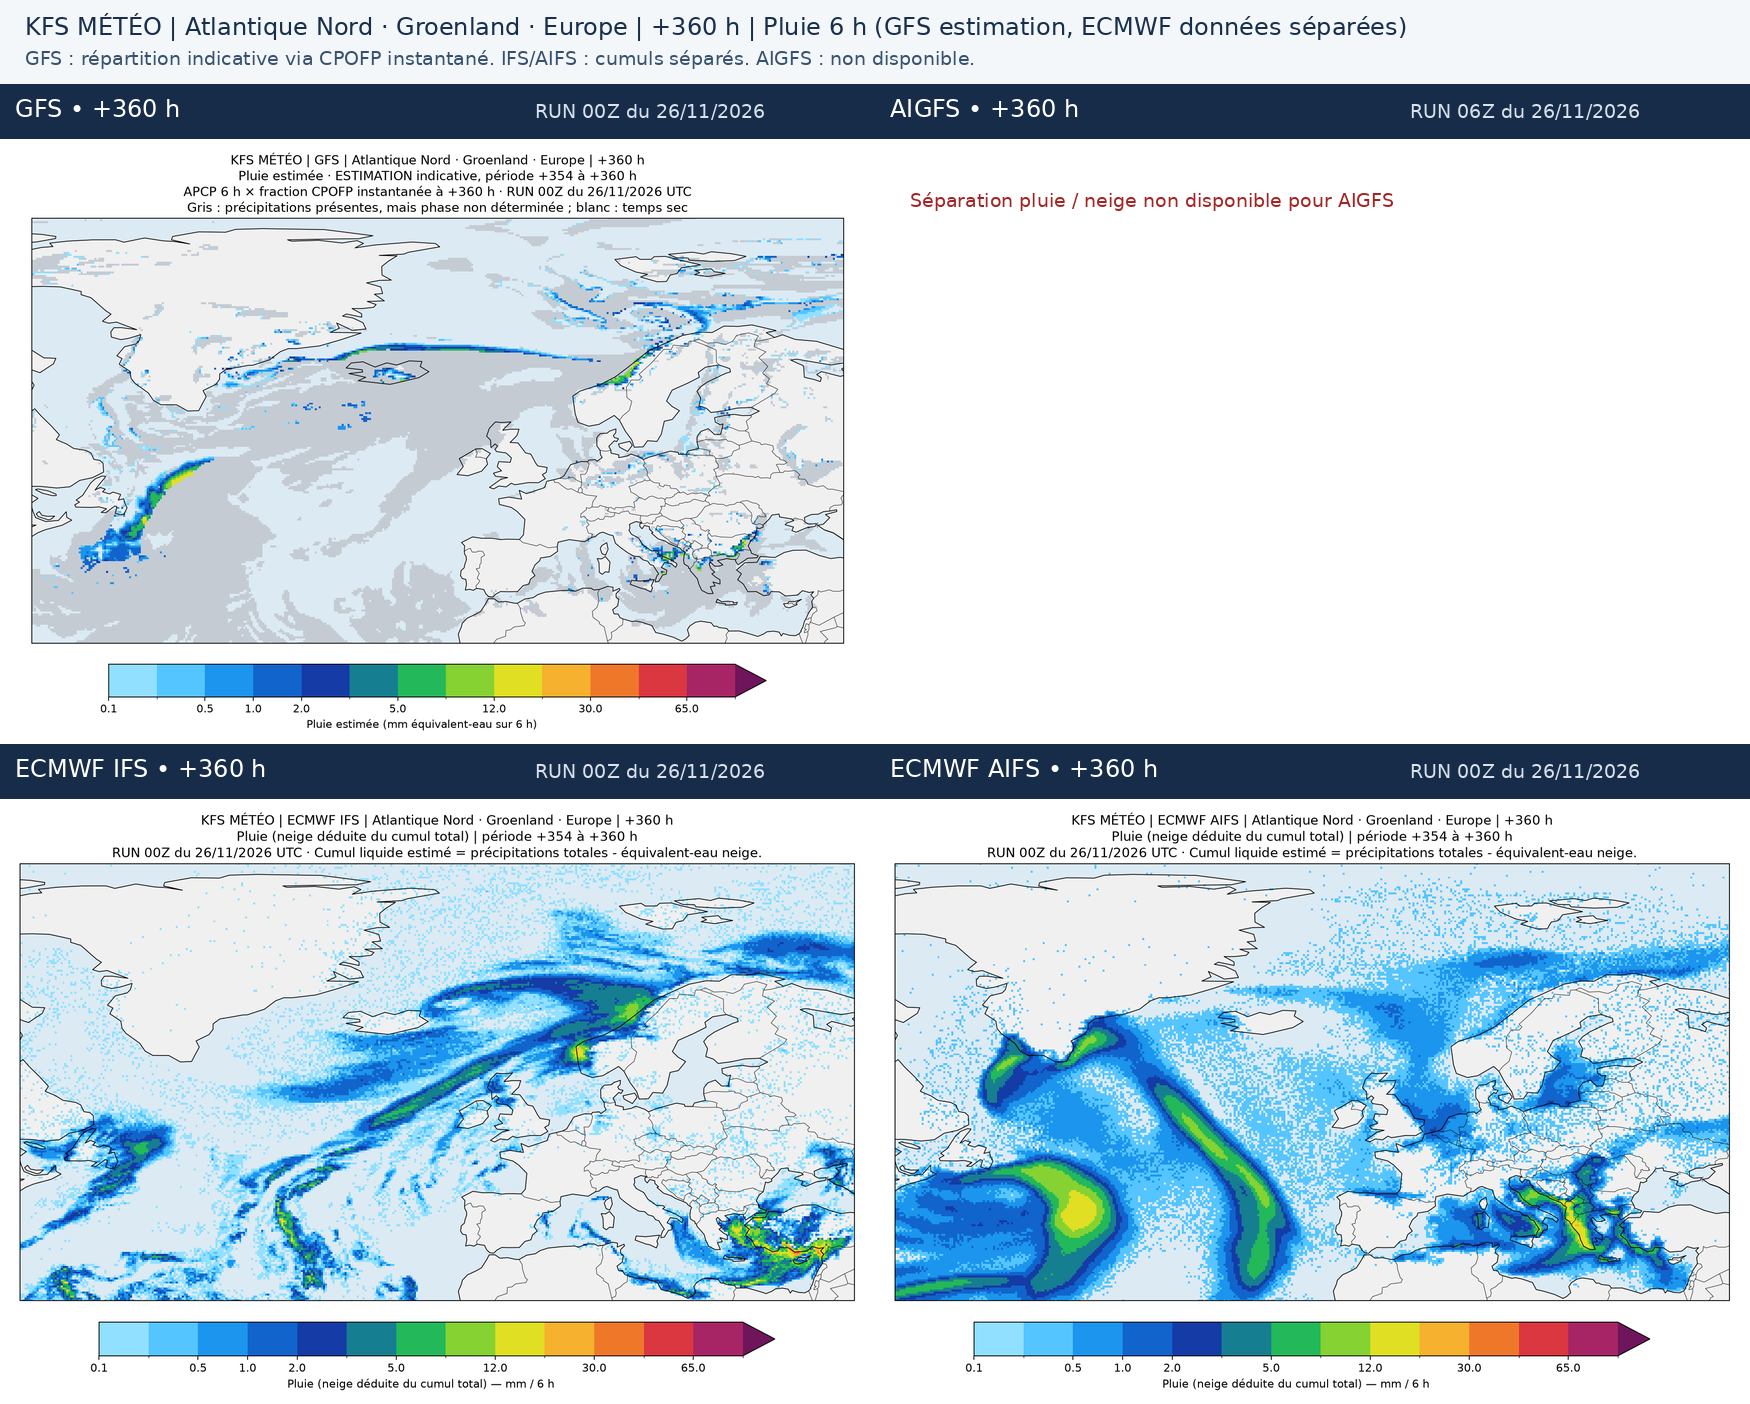 KFS MÉTÉO | Atlantique Nord · Groenland · Europe | +360 h | Pluie 6 h (GFS estimation, ECMWF données séparées)
GFS : répartition indicative via CPOFP instantané. IFS/AIFS : cumuls séparés. AIGFS : non disponible.
GFS • +360 h
RUN 00Z du 26/11/2026
AIGFS • +360 h
RUN 06Z du 26/11/2026
KFS MÉTÉO | GFS | Atlantique Nord · Groenland · Europe | +360 h
Pluie estimée · ESTIMATION indicative, période +354 à +360 h
APCP 6 h × fraction CPOFP instantanée à +360 h · RUN 00Z du 26/11/2026 UTC
Gris : précipitations présentes, mais phase non déterminée ; blanc : temps sec
Séparation pluie / neige non disponible pour AIGFS
0.1 0.5 1.0 2.0 5.0 12.0 30.0 65.0
Pluie estimée (mm équivalent-eau sur 6 h)
ECMWF IFS • +360 h
RUN 00Z du 26/11/2026
ECMWF AIFS • +360 h
RUN 00Z du 26/11/2026
KFS MÉTÉO | ECMWF IFS | Atlantique Nord · Groenland · Europe | +360 h
Pluie (neige déduite du cumul total) | période +354 à +360 h
RUN 00Z du 26/11/2026 UTC · Cumul liquide estimé = précipitations totales - équivalent-eau neige.
0.1 0.5 1.0 2.0 5.0 12.0 30.0 65.0
Pluie (neige déduite du cumul total) — mm / 6 h
KFS MÉTÉO | ECMWF AIFS | Atlantique Nord · Groenland · Europe | +360 h
Pluie (neige déduite du cumul total) | période +354 à +360 h
RUN 00Z du 26/11/2026 UTC · Cumul liquide estimé = précipitations totales - équivalent-eau neige.
0.1 0.5 1.0 2.0 5.0 12.0 30.0 65.0
Pluie (neige déduite du cumul total) — mm / 6 h